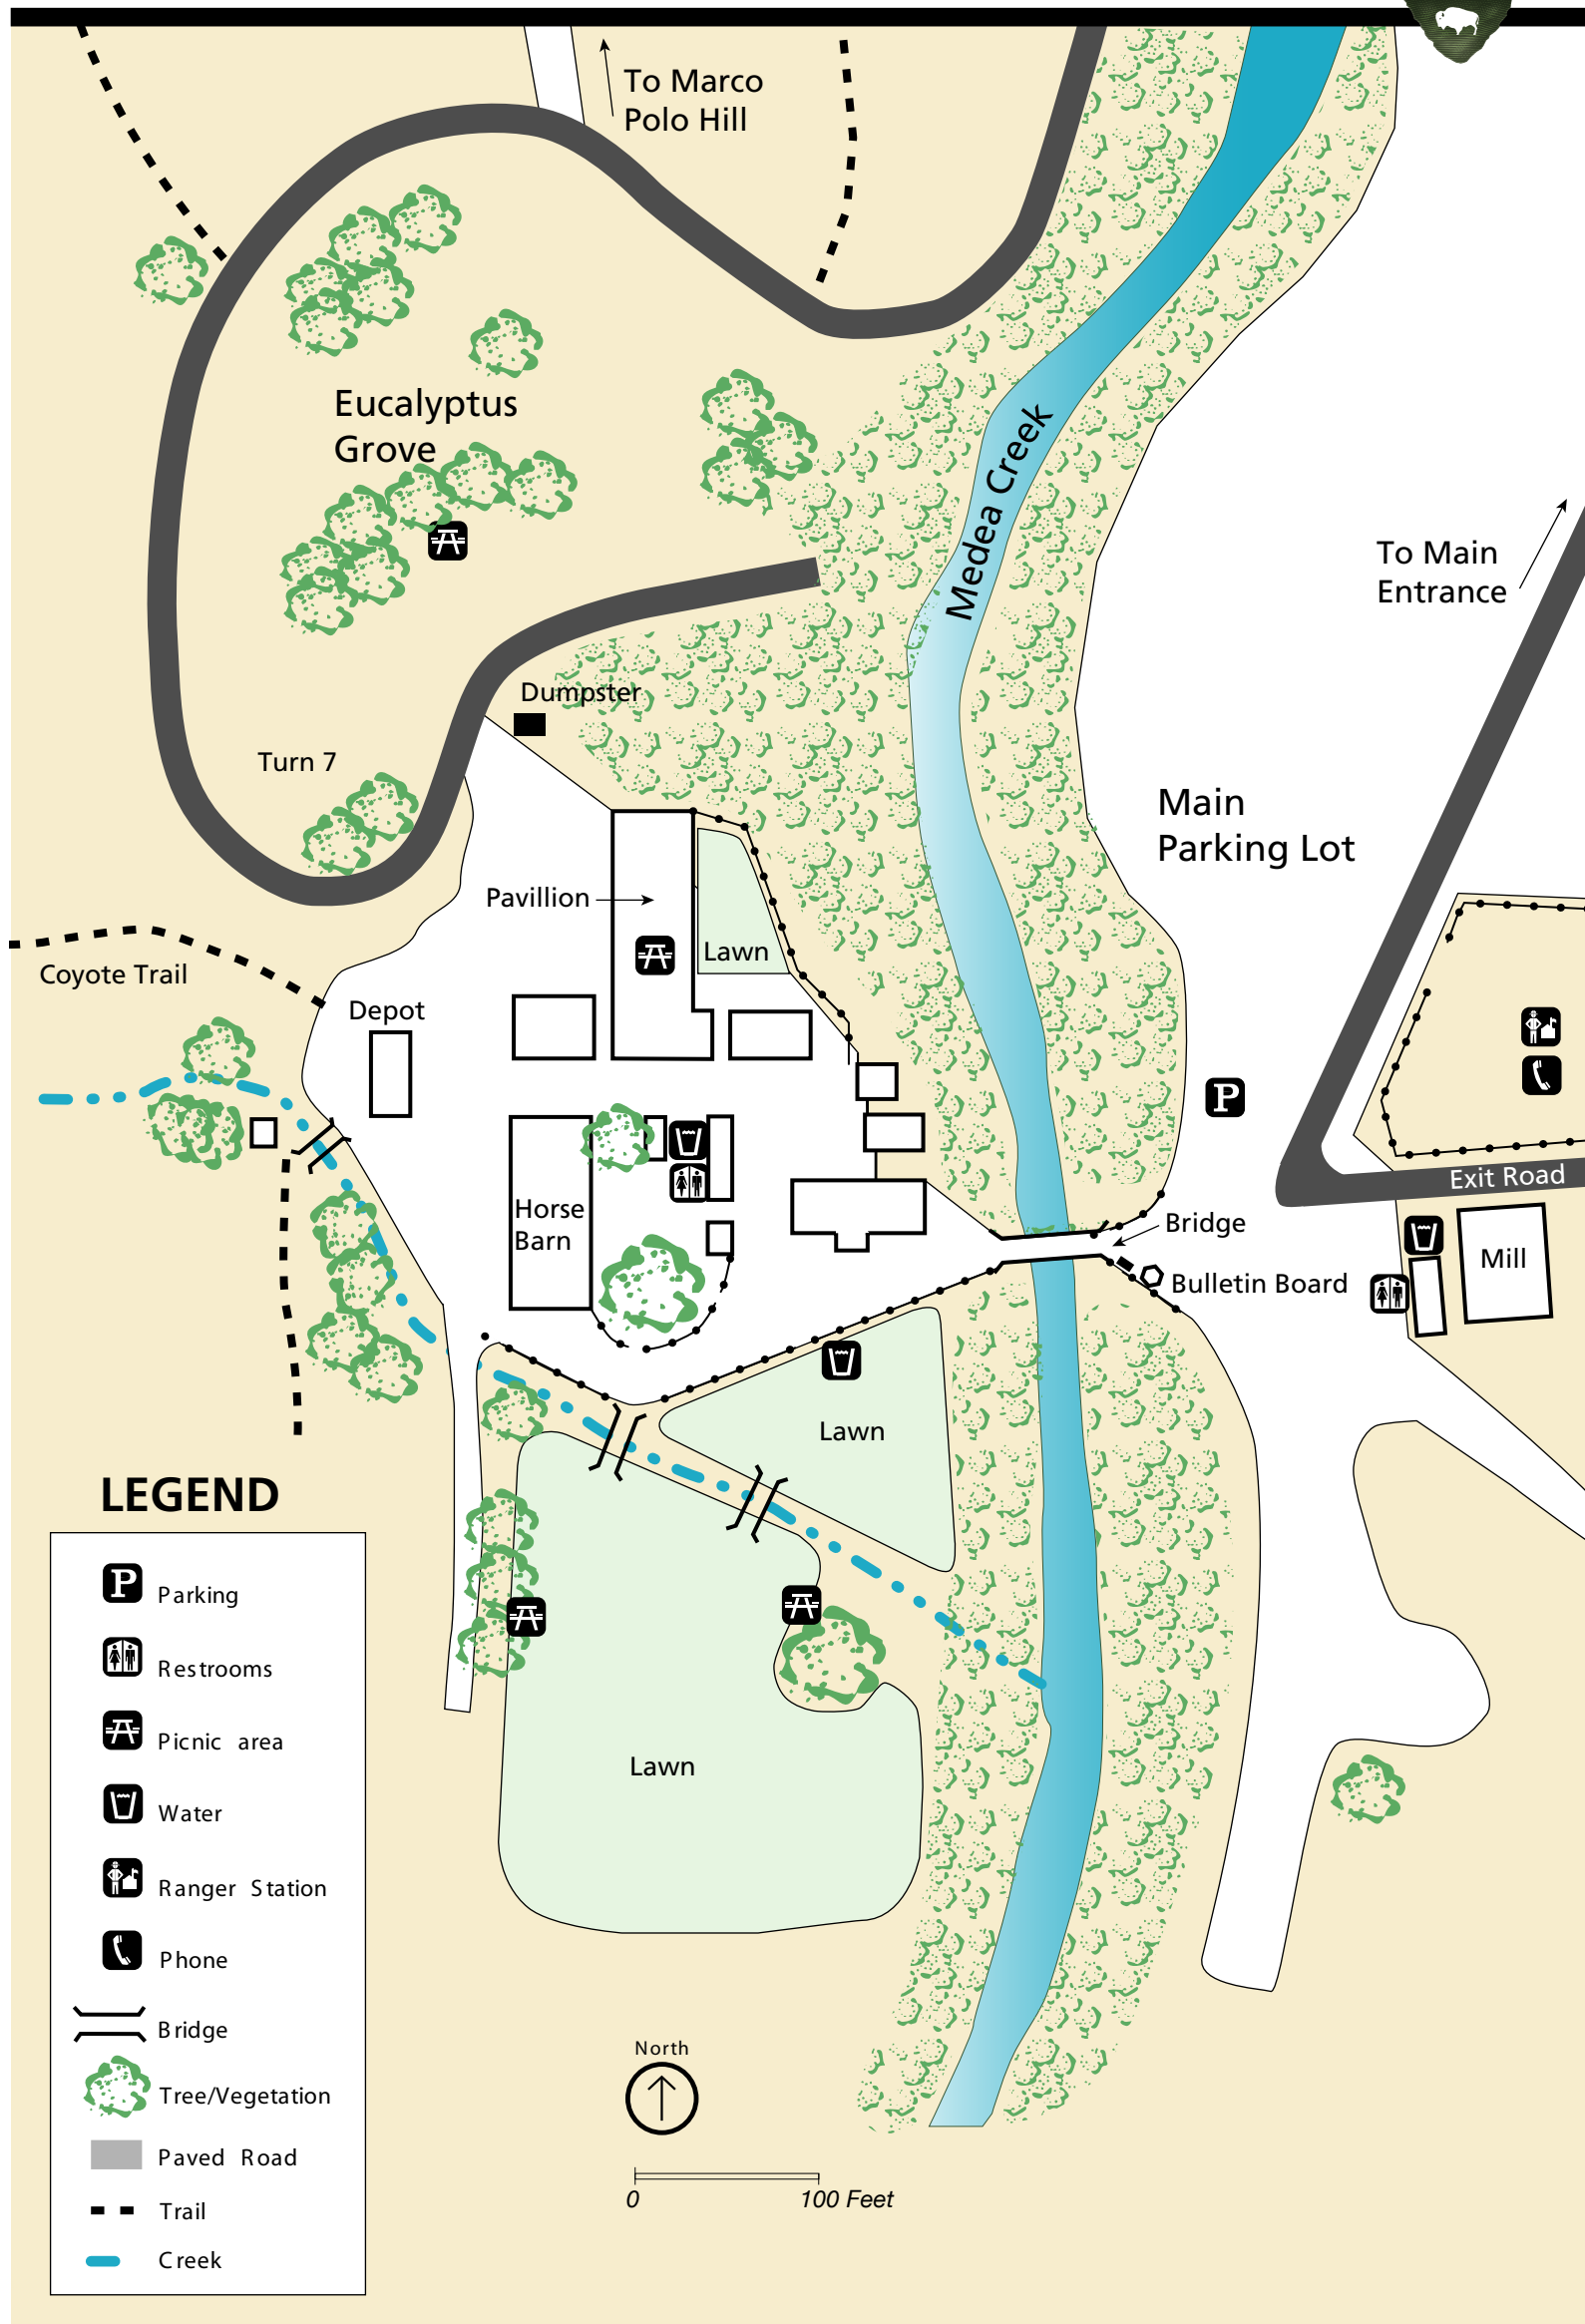 To Marco
Polo Hill
Eucalyptus
Grove
Medea Creek
To Main
Entrance
Dumpster
Turn 7
Main
Parking Lot
Pavillion
Lawn
Coyote Trail
Depot
P
Exit Road
Horse
Barn
Bridge
Mill
Bulletin Board
Lawn
LEGEND
P Parking
Restrooms
Picnic area
Water
Ranger Station
Phone
Bridge
Tree/Vegetation
Paved Road
Trail
Creek
Lawn
North
0 100 Feet